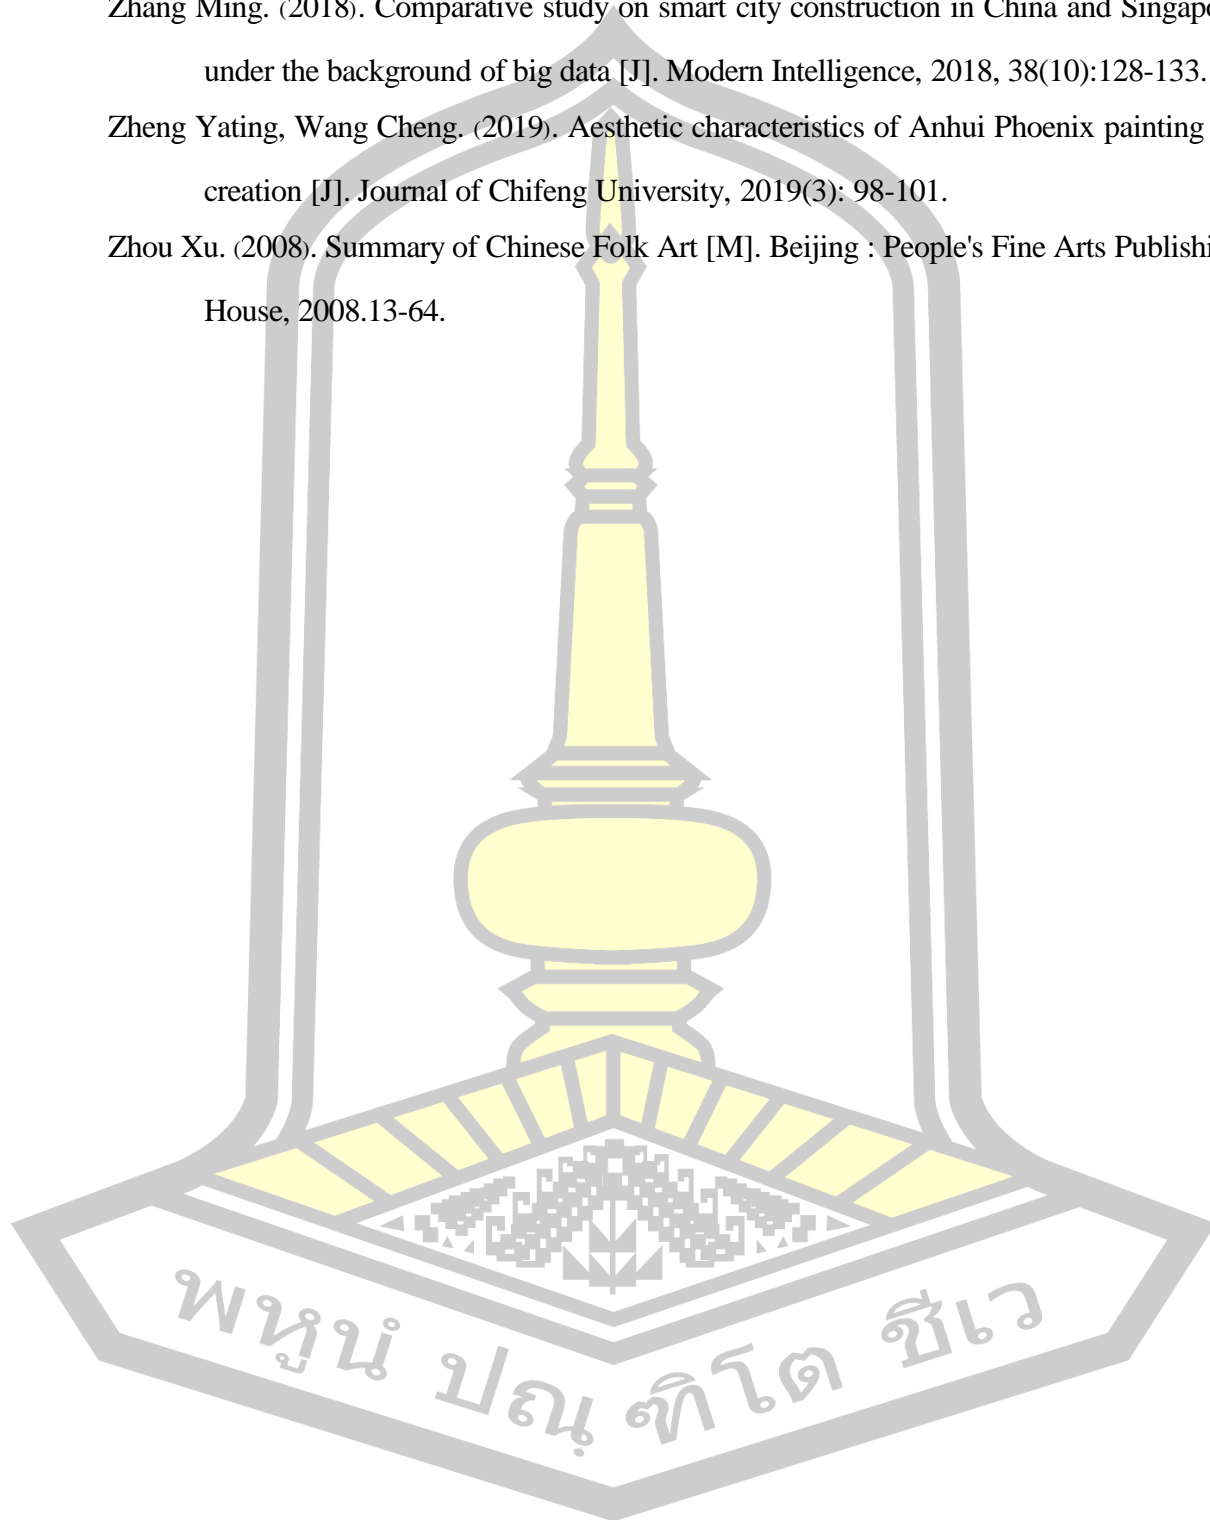 Zhang Ming. (2018). Comparative study on smart city construction in China and
under the background of big data [J]. Modern Intelligence, 2018, 38(10):128-133.
Zheng Yating, Wang Cheng. (2019). Aesthetic characteristics of Anhui Phoenix painting
creation [J]. Journal of Chifeng University, 2019(3): 98-101.
Zhou Xu. (2008). Summary of Chinese Folk Art [M]. Beijing : People's Fine Arts
House, 2008.13-64.
พหูนํ ปณฺฑิโต ชีเว